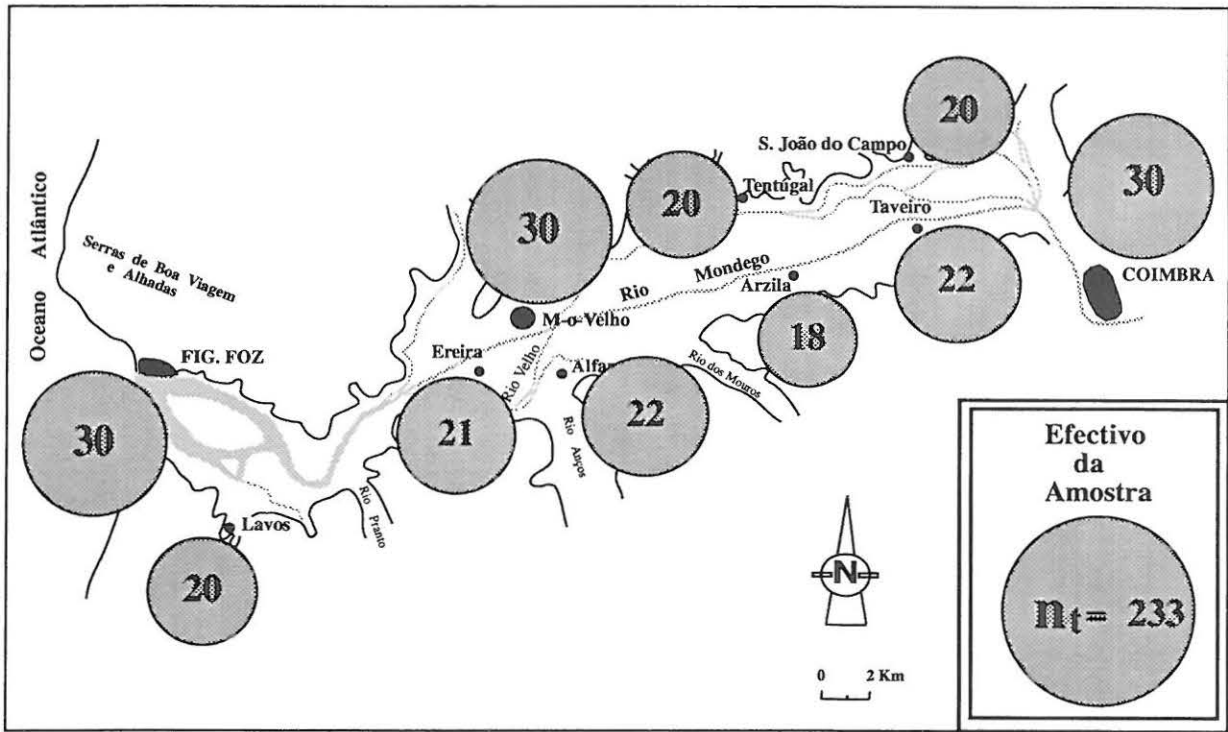 20
S. João do Campo
30
Tentúgal
20
30
Taveiro
Oceano Atlântico
Serras de Boa Viagem
e Alhadas
Rio Mondego
Arzila
22
COIMBRA
M-o-Velho
18
FIG. FOZ
Ereira
Rio Velho
Alfar
Rio dos Mouros
30
21
22
Rio Anços
Rio Pranto
Lavos
20
N
0 2 Km
Efectivo
da
Amostra
nt= 233